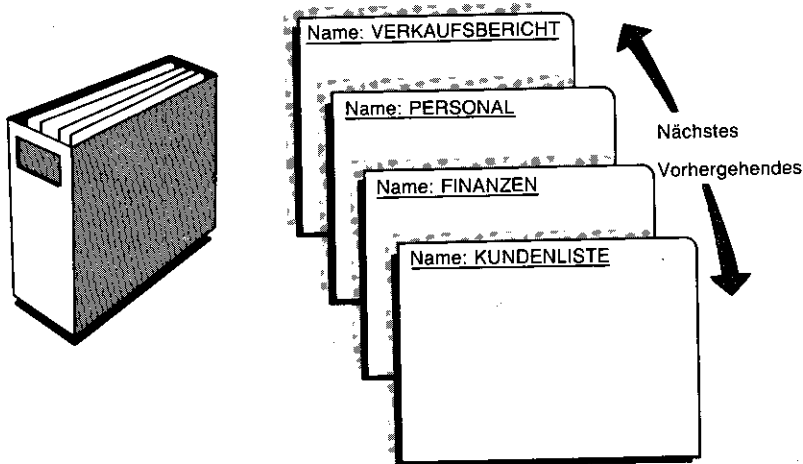 Name: VERKAUFSBERICHT
Name: PERSONAL
Nächstes
Vorhergehendes
Name: FINANZEN
Name: KUNDENLISTE